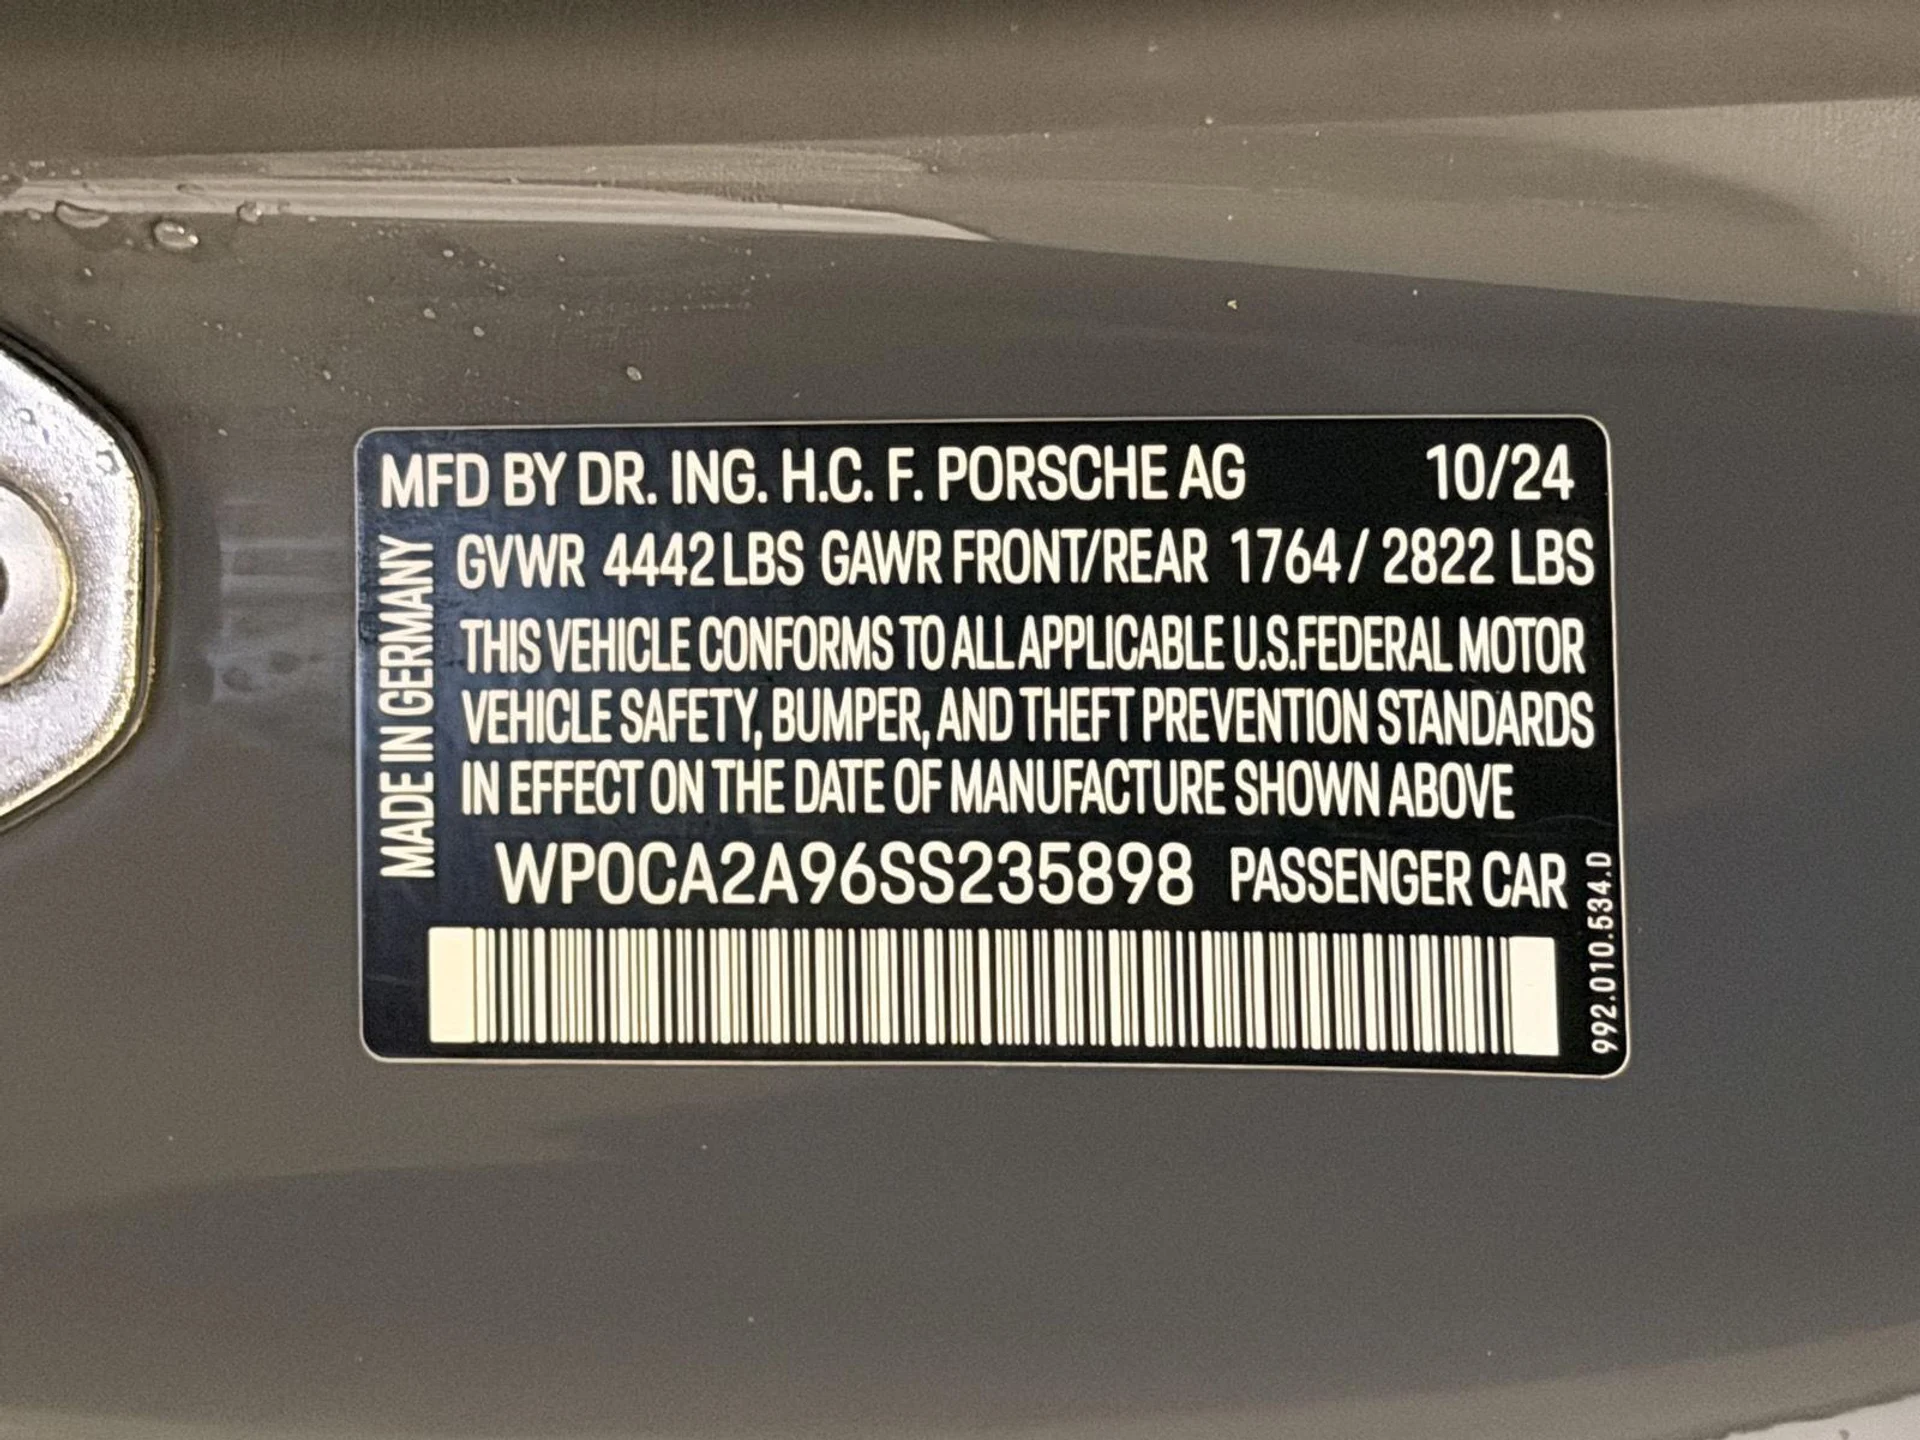 MFD BY DR. ING. H.C. F. PORSCHE AG 10/24
MADE IN GERMANY
GVWR 4442 LBS GAWR FRONT/REAR 1764 / 2822 LBS
THIS VEHICLE CONFORMS TO ALL APPLICABLE U.S.FEDERAL MOTOR
VEHICLE SAFETY, BUMPER, AND THEFT PREVENTION STANDARDS
IN EFFECT ON THE DATE OF MANUFACTURE SHOWN ABOVE
WP0CA2A96SS235898 PASSENGER CAR
992.010.534.D